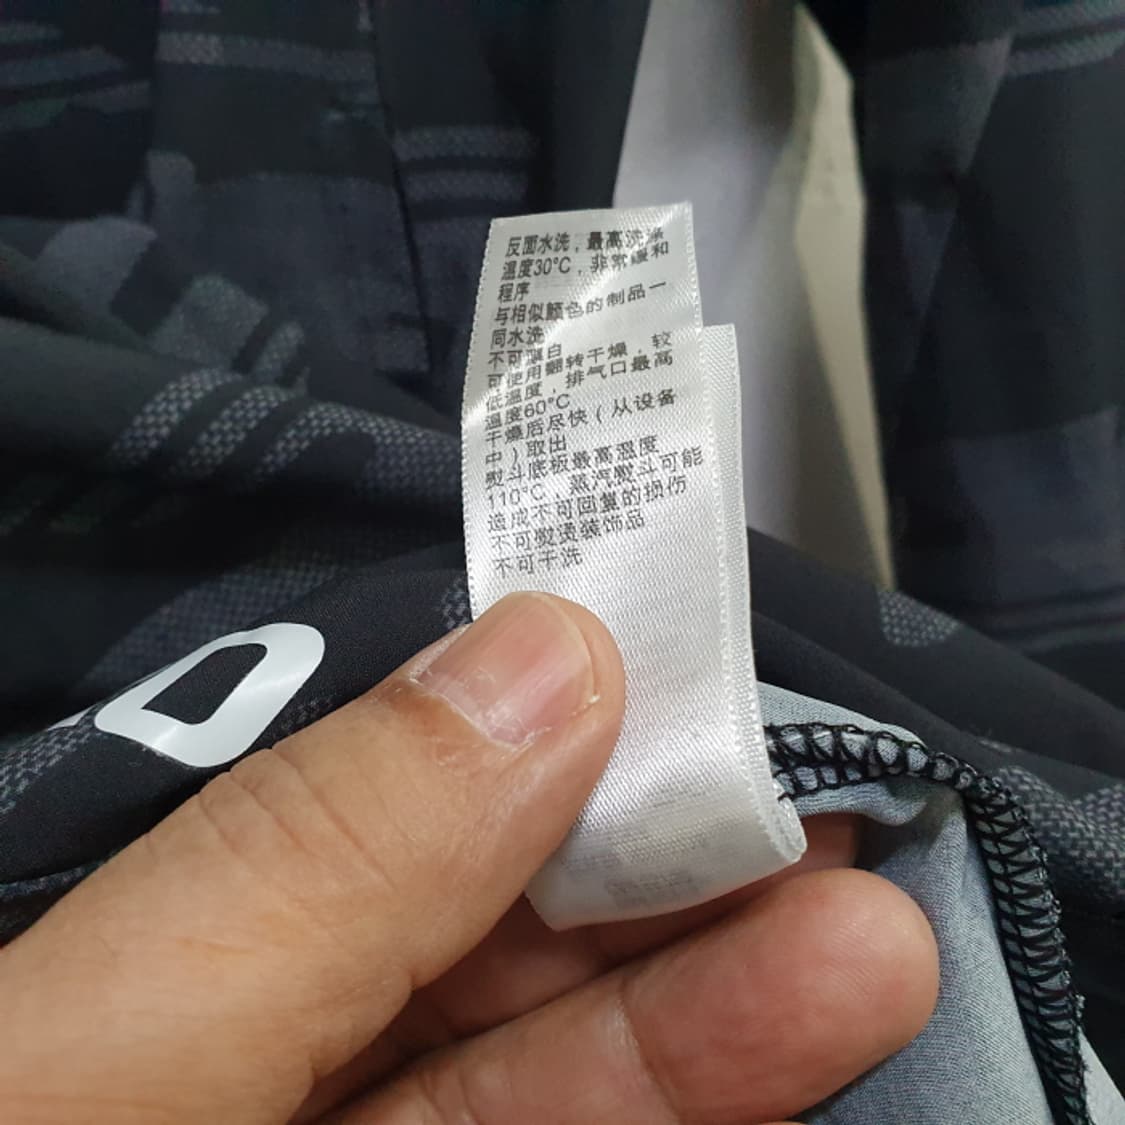 反面水洗，最高洗涤
温度30°C，非常缓和
程序
与相似颜色的制品一
同水洗
不可漂白
可使用翻转干燥，较
低温度，排气口最高
温度60°C
干燥后尽快（从设备
中）取出
熨斗底板最高温度
110°C，蒸汽熨斗可能
造成不可回复的损伤
不可熨烫装饰品
不可干洗